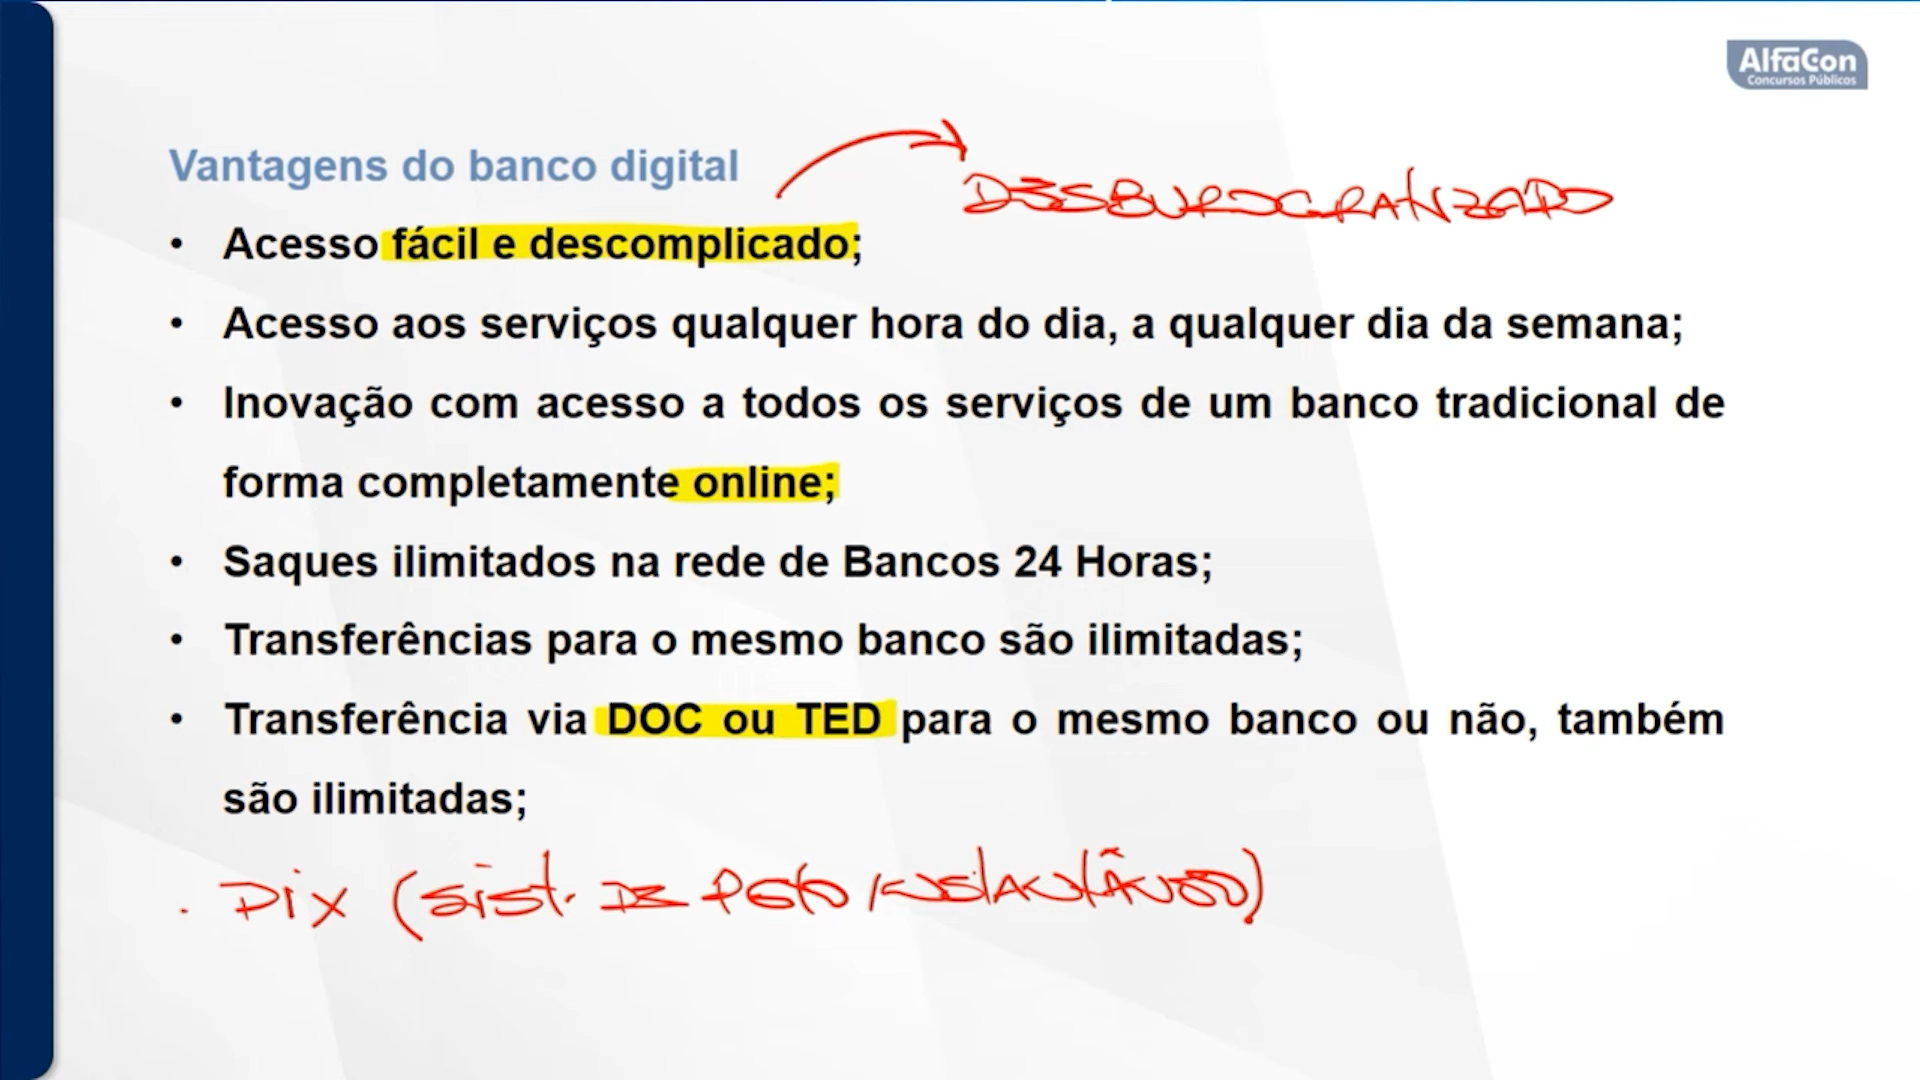 AlfaCon
Concursos Públicos
Vantagens do banco digital
DESBUROCRATIZADO
• Acesso fácil e descomplicado;
• Acesso aos serviços qualquer hora do dia, a qualquer dia da semana;
• Inovação com acesso a todos os serviços de um banco tradicional de
forma completamente online;
• Saques ilimitados na rede de Bancos 24 Horas;
• Transferências para o mesmo banco são ilimitadas;
• Transferência via DOC ou TED para o mesmo banco ou não, também
são ilimitadas;
. Pix (sist. DE PGTO INSTANTÂNEO)